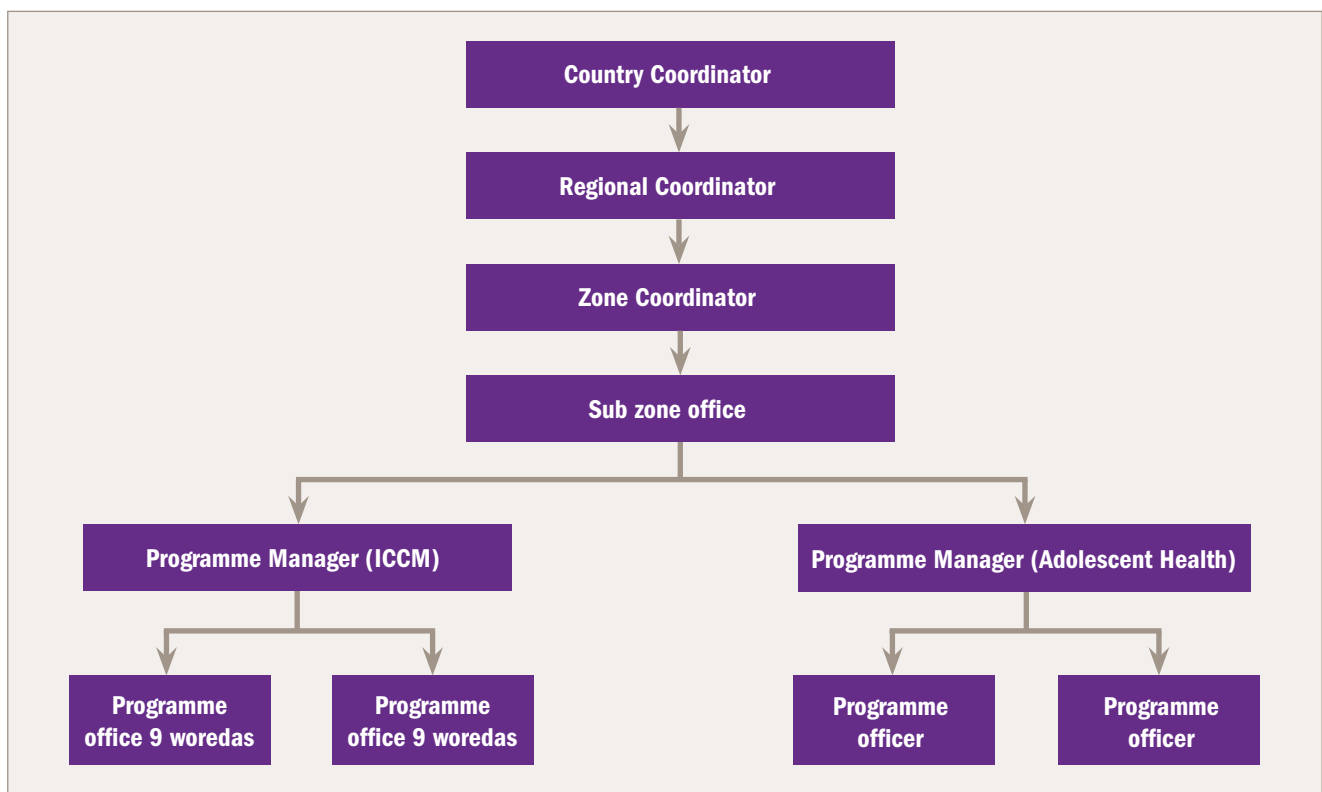 Country Coordinator
Regional Coordinator
Zone Coordinator
Sub zone office
Programme Manager (ICCM)
Programme Manager (Adolescent Health)
Programme
office 9 woredas
Programme
office 9 woredas
Programme
officer
Programme
officer